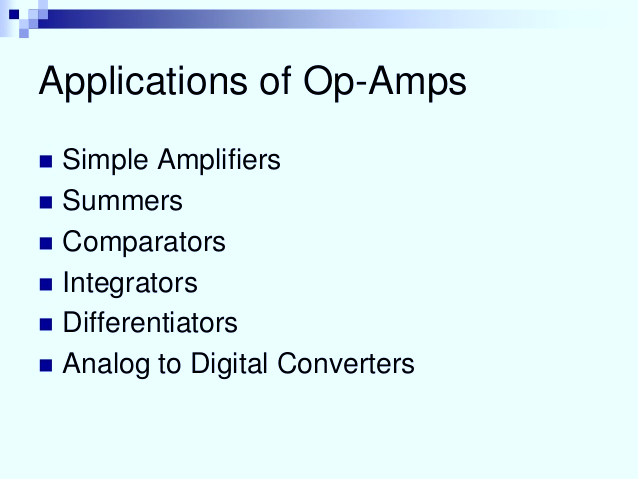 Applications of Op-Amps
Simple Amplifiers
Summers
Comparators
Integrators
Differentiators
Analog to Digital Converters